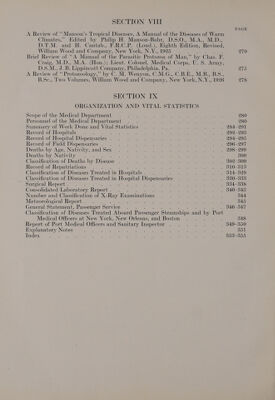 SECTION VIII
PAGE
A Review of "Manson's Tropical Diseases. A Manual of the Diseases of Warm
Climates." Edited by Philip H. Manson-Bahr, D.S.O., M.A., M.D.,
D.T.M. and H. Cantab., F.R.C.P. (Lond.), Eighth Edition, Revised,
William Wood and Company, New York, N.Y., 1925 270
Brief Review of "A Manual of the Parasitic Protozoa of Man," by Chas. F.
Craig, M.D., M.A. (Hon.); Lieut. Colonel, Medical Corps, U. S. Army,
D.S.M., J. B. Lippincott Company, Philadelphia, Pa. 275
A Review of "Protozoology," by C. M. Wenyon, C.M.G., C.B.E., M.B., B.S.,
B.Sc., Two Volumes, William Wood and Company, New York, N.Y., 1926 278
SECTION IX
ORGANIZATION AND VITAL STATISTICS
Scope of the Medical Department 280
Personnel of the Medical Department 280
Summary of Work Done and Vital Statistics 284-291
Record of Hospitals 292-293
Record of Hospital Dispensaries 294-295
Record of Field Dispensaries 296-297
Deaths by Age, Nativity, and Sex 298-299
Deaths by Nativity 300
Classification of Deaths by Disease 302-309
Record of Repatriation 310-313
Classification of Diseases Treated in Hospitals 314-329
Classification of Diseases Treated in Hospital Dispensaries 330-333
Surgical Report 334-338
Consolidated Laboratory Report 340-343
Number and Classification of X-Ray Examinations 344
Meteorological Report 345
General Statement, Passenger Service 346-347
Classification of Diseases Treated Aboard Passenger Steamships and by Port
Medical Officers at New York, New Orleans, and Boston 348
Report of Port Medical Officers and Sanitary Inspector 349-350
Explanatory Notes 351
Index 353-355